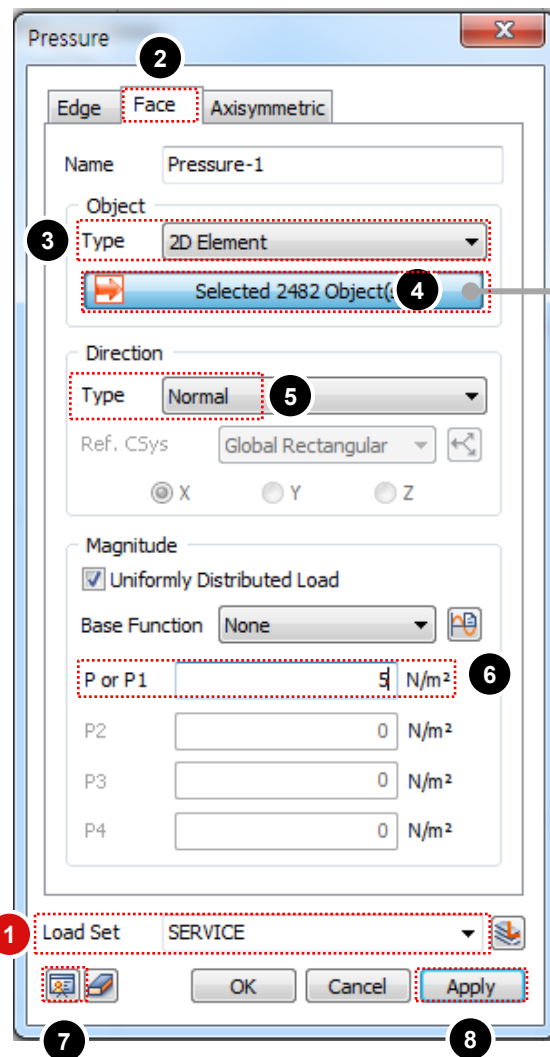 Pressure
2
Edge Face Axisymmetric
Name Pressure-1
Object
3 Type 2D Element
Selected 2482 Object(s 4
Direction
Type Normal 5
Ref. CSys Global Rectangular
X Y Z
Magnitude
Uniformly Distributed Load
Base Function None
P or P1 5 N/m² 6
P2 0 N/m²
P3 0 N/m²
P4 0 N/m²
1 Load Set SERVICE
OK Cancel Apply
7 8